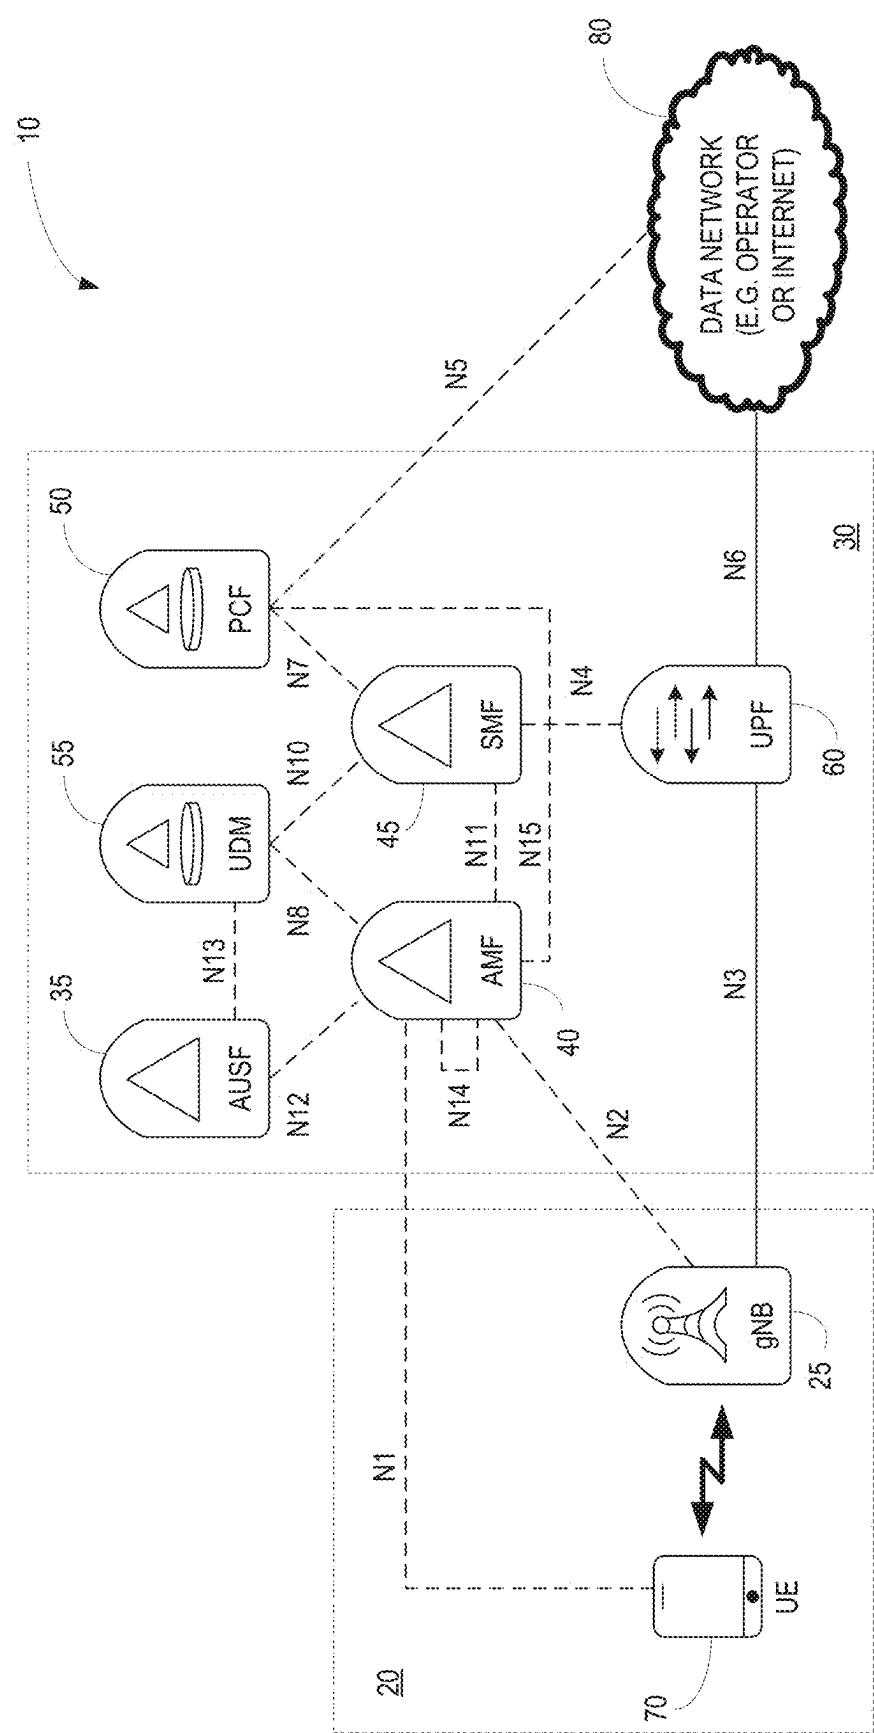 10
35
55
50
80
AUSF
N13
UDM
PCF
N12
N8
N10
N7
N5
N1
N14
40
AMF
N11
N15
45
SMF
N4
20
N2
70
UE
gNB
25
N3
UPF
60
N6
30
DATA NETWORK
(E.G. OPERATOR
OR INTERNET)